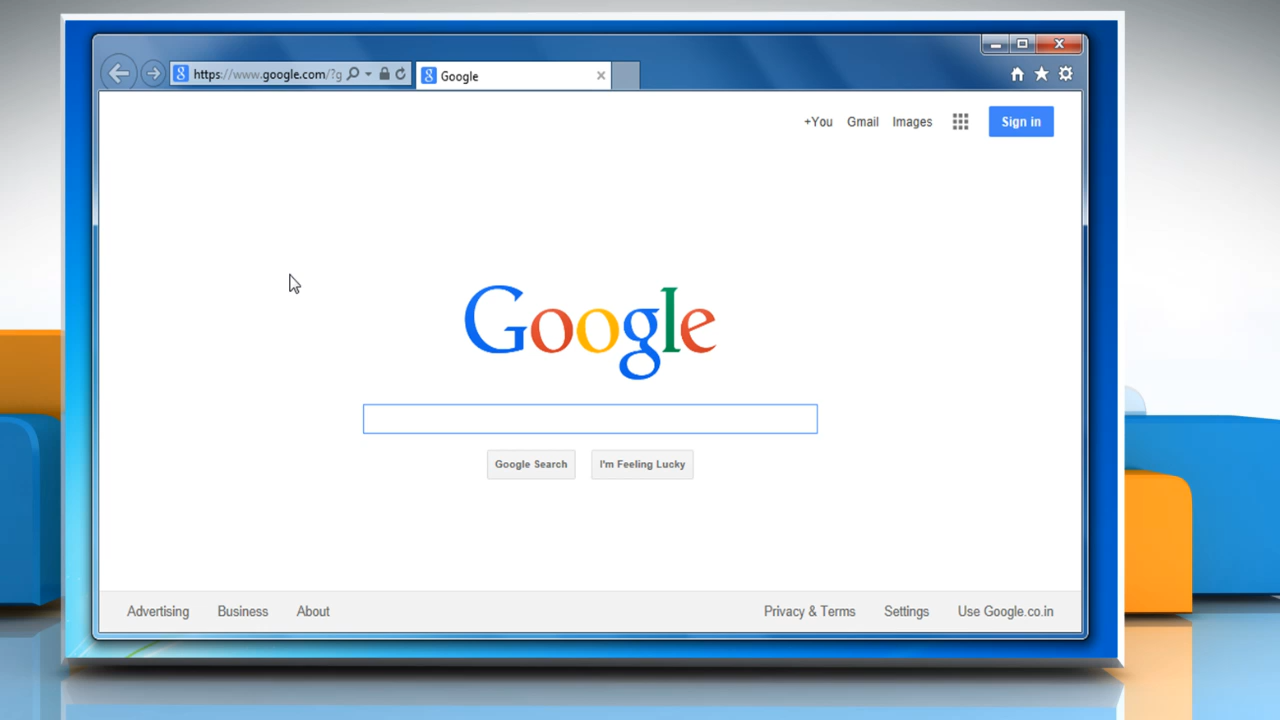 https://www.google.com/?g
Google
+You Gmail Images Sign in
Google
Google Search I'm Feeling Lucky
Advertising Business About Privacy & Terms Settings Use Google.co.in